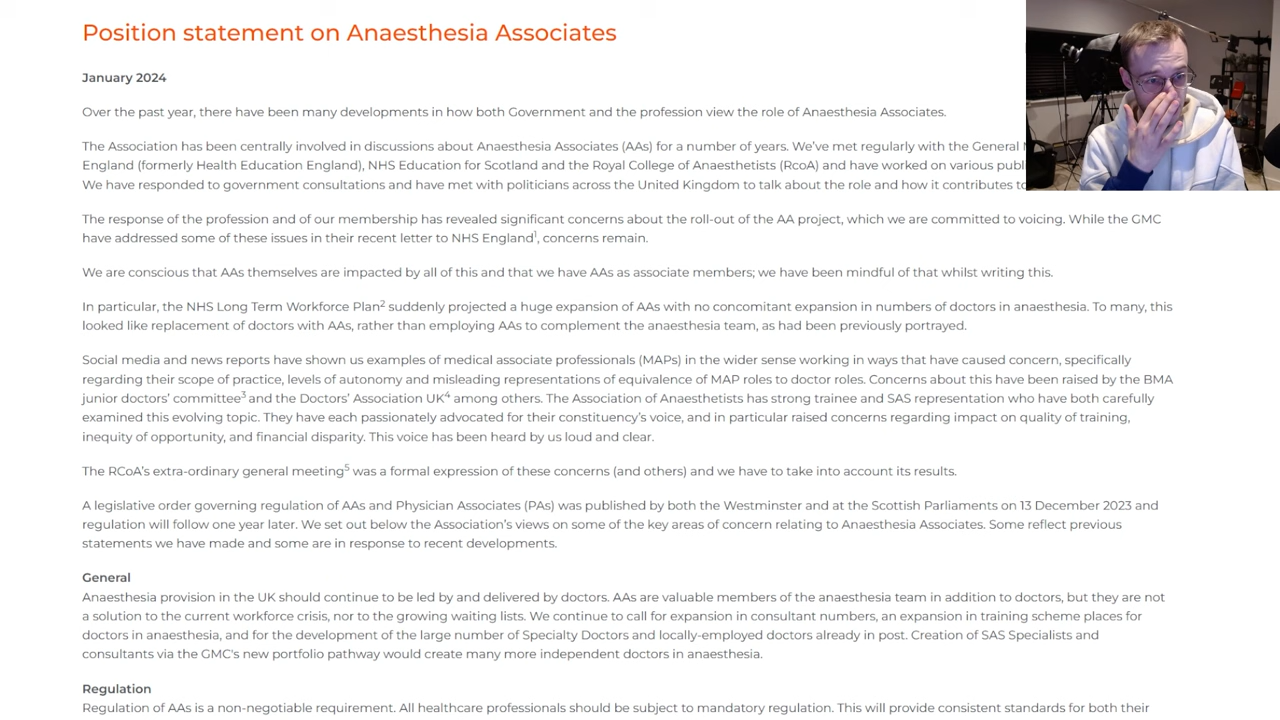 Position statement on Anaesthesia Associates
January 2024
Over the past year, there have been many developments in how both Government and the profession view the role of Anaesthesia Associates.
The Association has been centrally involved in discussions about Anaesthesia Associates (AAs) for a number of years. We’ve met regularly with the General
England (formerly Health Education England), NHS Education for Scotland and the Royal College of Anaesthetists (RCoA) and have worked on various
We have responded to government consultations and have met with politicians across the United Kingdom to talk about the role and how it contributes
The response of the profession and of our membership has revealed significant concerns about the roll-out of the AA project, which we are committed to voicing. While the GMC
have addressed some of these issues in their recent letter to NHS England¹, concerns remain.
We are conscious that AAs themselves are impacted by all of this and that we have AAs as associate members; we have been mindful of that whilst writing this.
In particular, the NHS Long Term Workforce Plan² suddenly projected a huge expansion of AAs with no concomitant expansion in numbers of doctors in anaesthesia. To many, this
looked like replacement of doctors with AAs, rather than employing AAs to complement the anaesthesia team, as had been previously portrayed.
Social media and news reports have shown us examples of medical associate professionals (MAPs) in the wider sense working in ways that have caused concern, specifically
regarding their scope of practice, levels of autonomy and misleading representations of equivalence of MAP roles to doctor roles. Concerns about this have been raised by the BMA
junior doctors’ committee³ and the Doctors’ Association UK⁴ among others. The Association of Anaesthetists has strong trainee and SAS representation who have both carefully
examined this evolving topic. They have each passionately advocated for their constituency’s voice, and in particular raised concerns regarding impact on quality of training,
inequity of opportunity, and financial disparity. This voice has been heard by us loud and clear.
The RCoA’s extra-ordinary general meeting⁵ was a formal expression of these concerns (and others) and we have to take into account its results.
A legislative order governing regulation of AAs and Physician Associates (PAs) was published by both the Westminster and at the Scottish Parliaments on 13 December 2023 and
regulation will follow one year later. We set out below the Association’s views on some of the key areas of concern relating to Anaesthesia Associates. Some reflect previous
statements we have made and some are in response to recent developments.
General
Anaesthesia provision in the UK should continue to be led by and delivered by doctors. AAs are valuable members of the anaesthesia team in addition to doctors, but they are not
a solution to the current workforce crisis, nor to the growing waiting lists. We continue to call for expansion in consultant numbers, an expansion in training scheme places for
doctors in anaesthesia, and for the development of the large number of Specialty Doctors and locally-employed doctors already in post. Creation of SAS Specialists and
consultants via the GMC's new portfolio pathway would create many more independent doctors in anaesthesia.
Regulation
Regulation of AAs is a non-negotiable requirement. All healthcare professionals should be subject to mandatory regulation. This will provide consistent standards for both their